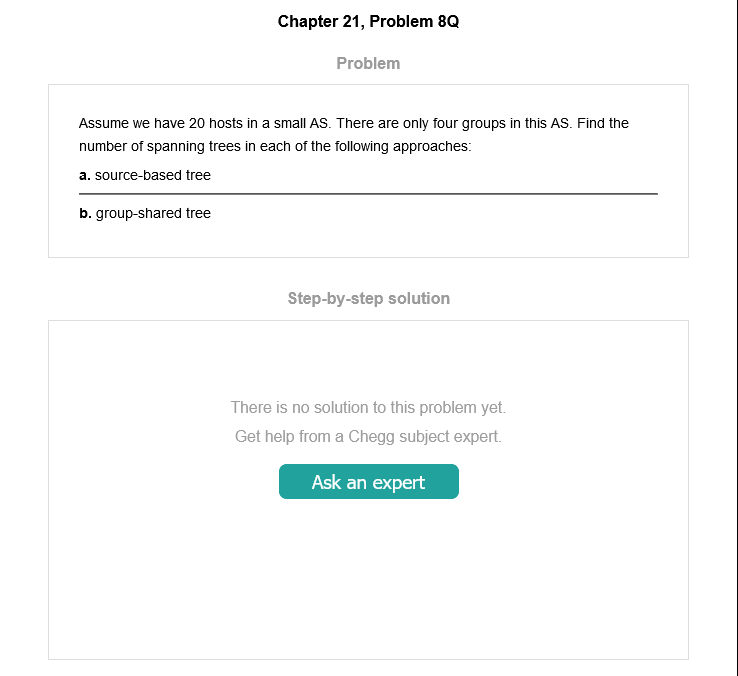 Chapter 21, Problem 8Q
Problem
Assume we have 20 hosts in a small AS. There are only four groups in this AS. Find the
number of spanning trees in each of the following approaches:
a. source-based tree
b. group-shared tree
Step-by-step solution
There is no solution to this problem yet.
Get help from a Chegg subject expert.
Ask an expert